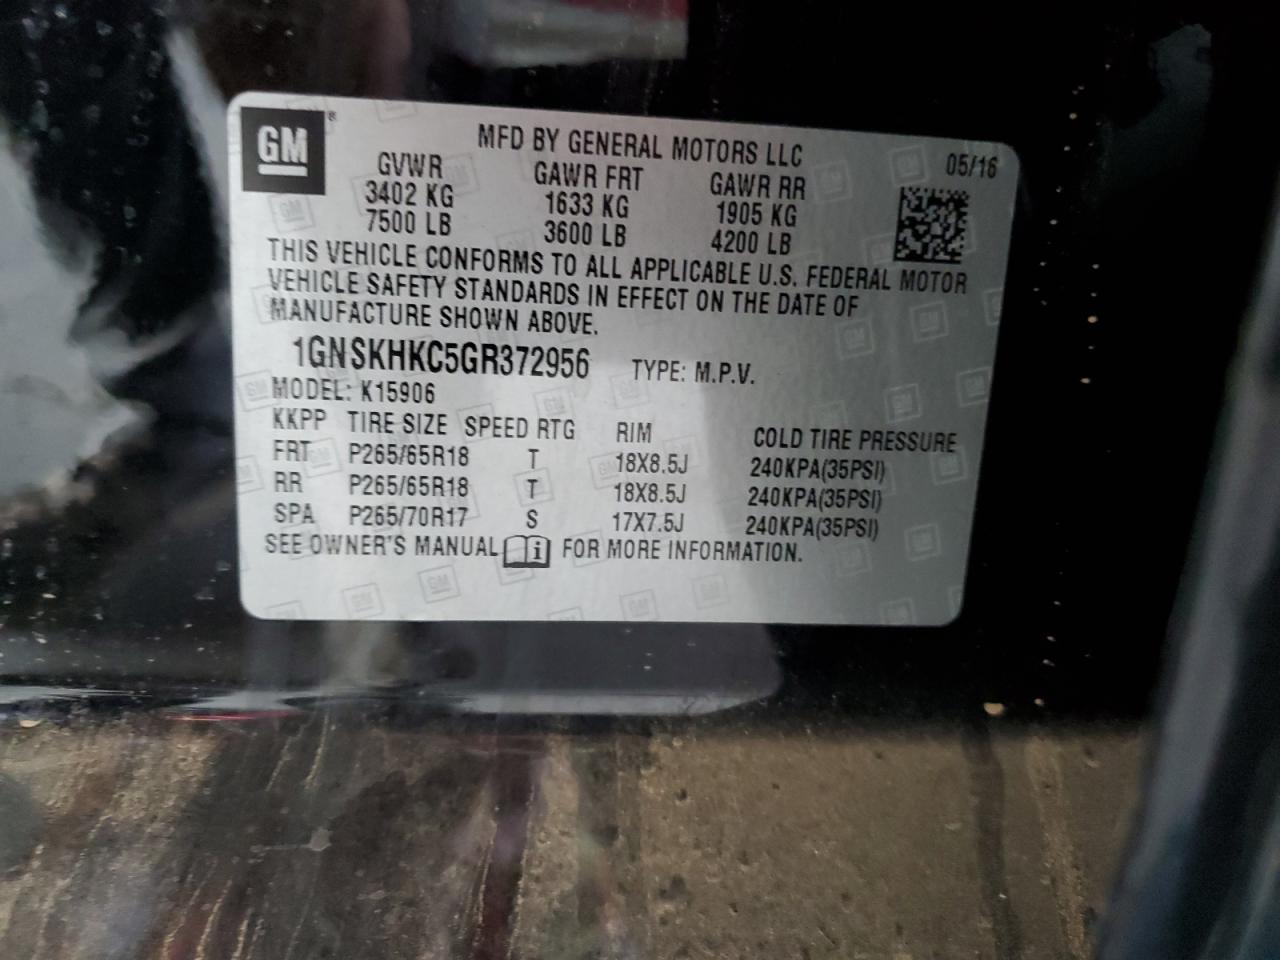 GM ®
MFD BY GENERAL MOTORS LLC
05/16
GVWR GAWR FRT GAWR RR
3402 KG 1633 KG 1905 KG
7500 LB 3600 LB 4200 LB
THIS VEHICLE CONFORMS TO ALL APPLICABLE U.S. FEDERAL MOTOR
VEHICLE SAFETY STANDARDS IN EFFECT ON THE DATE OF
MANUFACTURE SHOWN ABOVE.
1GNSKHKC5GR372956 TYPE: M.P.V.
MODEL: K15906
KKPP TIRE SIZE SPEED RTG RIM COLD TIRE PRESSURE
FRT P265/65R18 T 18X8.5J 240KPA(35PSI)
RR P265/65R18 T 18X8.5J 240KPA(35PSI)
SPA P265/70R17 S 17X7.5J 240KPA(35PSI)
SEE OWNER'S MANUAL i FOR MORE INFORMATION.